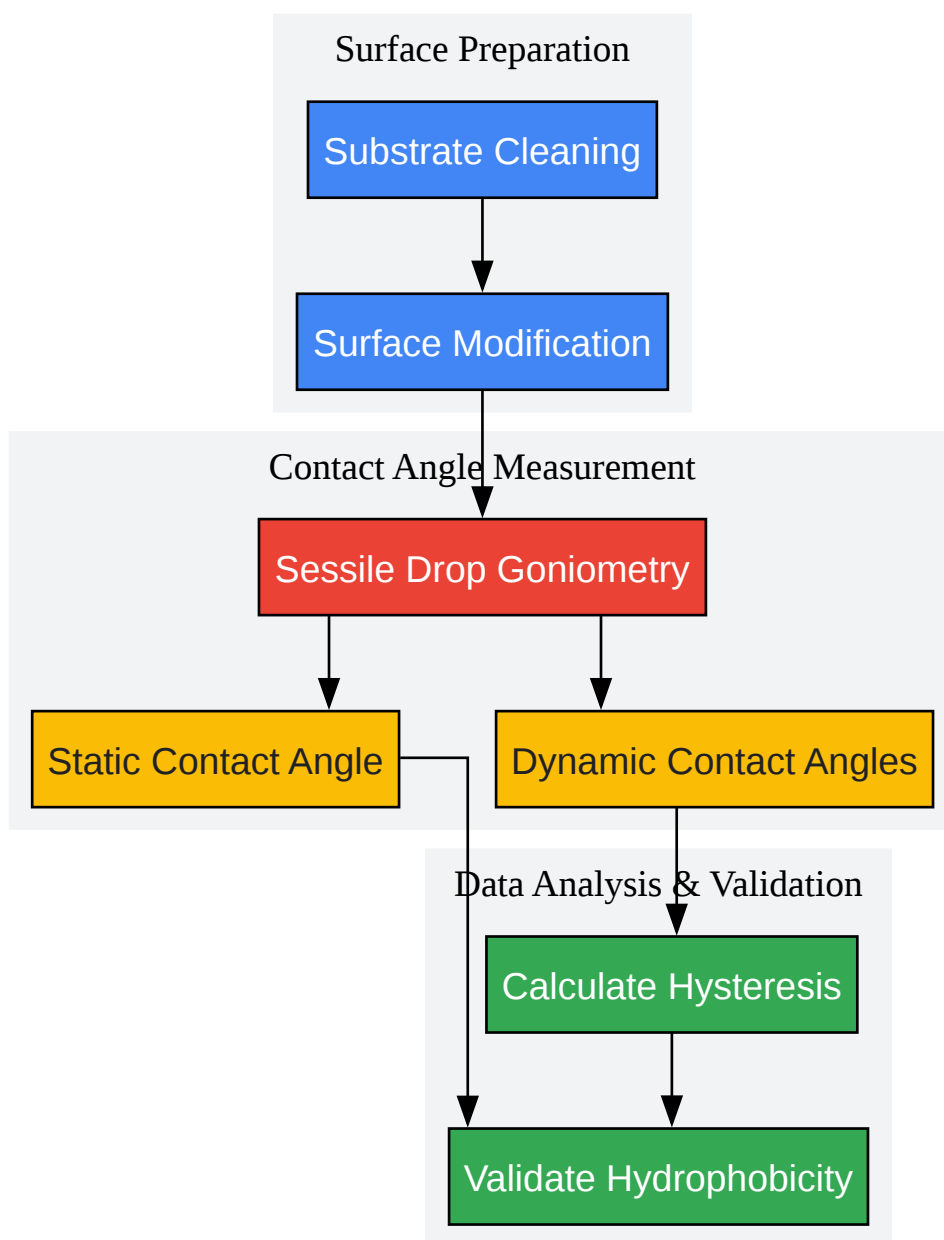 Surface Preparation
Substrate Cleaning
Surface Modification
Contact Angle Measurement
Sessile Drop Goniometry
Static Contact Angle
Dynamic Contact Angles
Data Analysis & Validation
Calculate Hysteresis
Validate Hydrophobicity